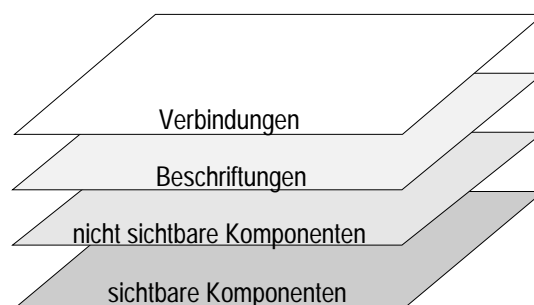 Verbindungen
Beschriftungen
nicht sichtbare Komponenten
sichtbare Komponenten